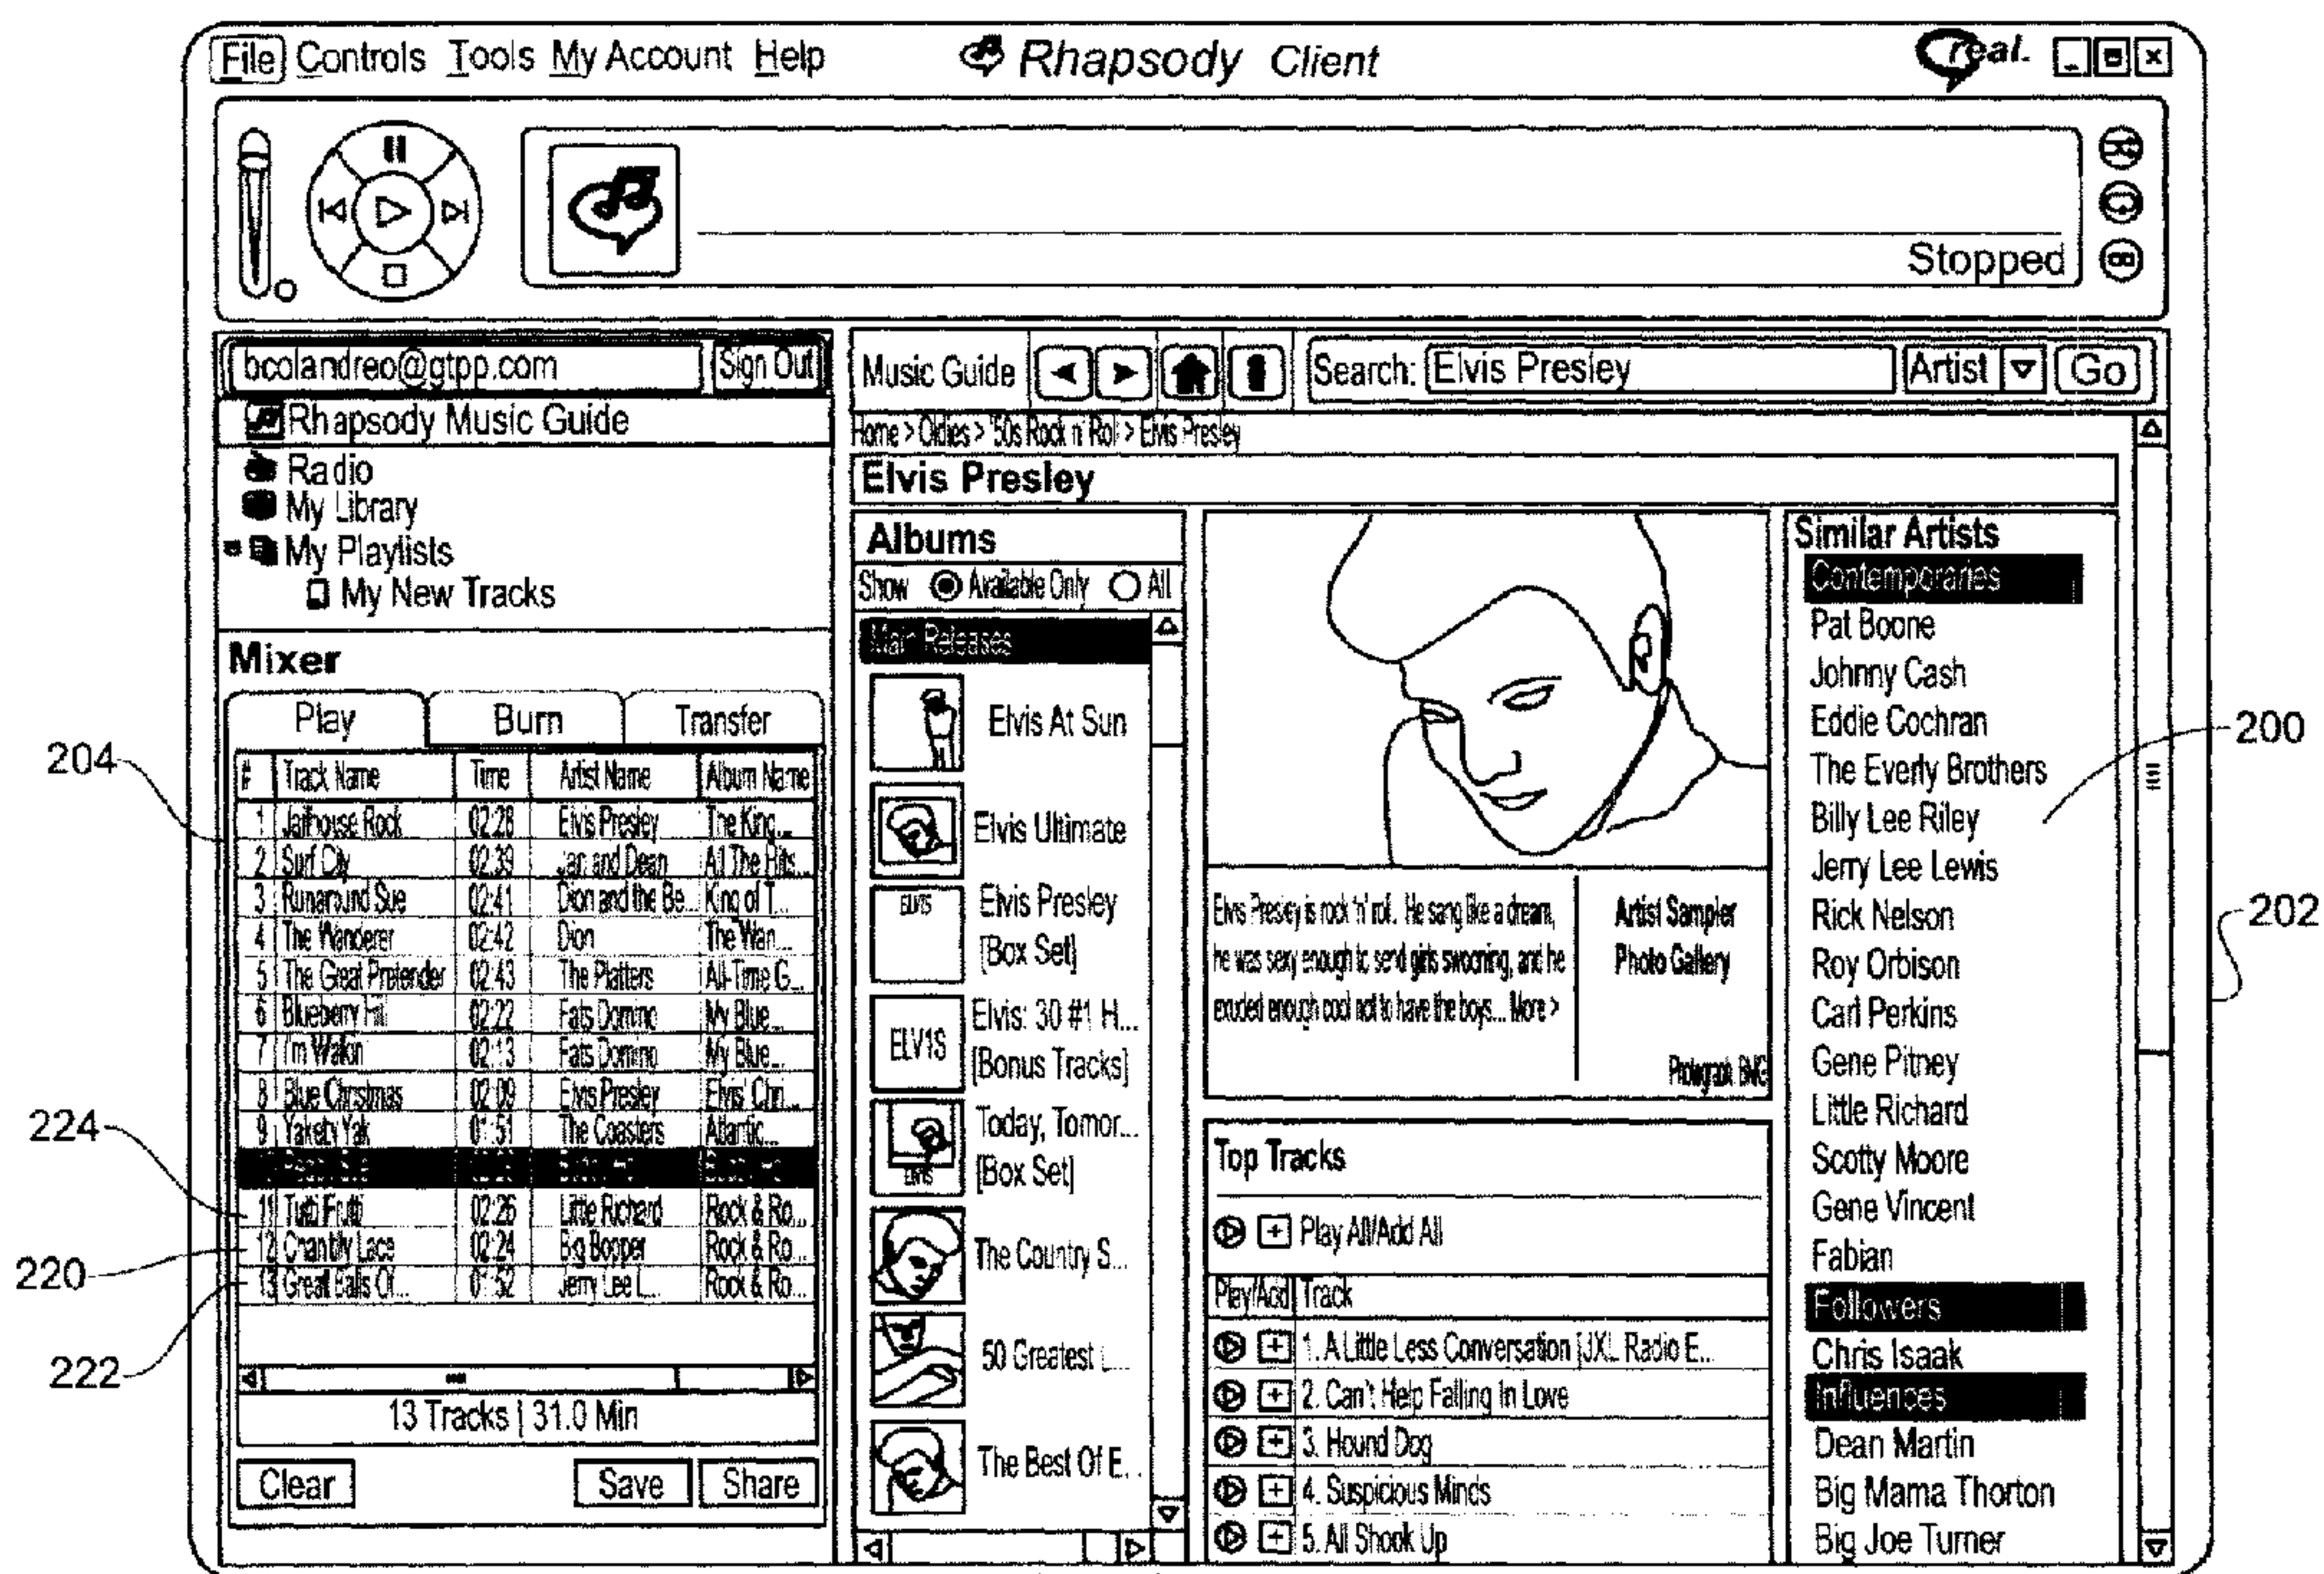 File Controls Tools My Account Help
Rhapsody Client
real.
Stopped
bcolandreo@gtpp.com
Sign Out
Rhapsody Music Guide
Radio
My Library
My Playlists
My New Tracks
Mixer
Play Burn Transfer
# Track Name Time Artist Name Album Name
1 Jailhouse Rock 02:28 Elvis Presley The King...
2 Surf City 02:39 Jan and Dean All The Hits...
3 Runaround Sue 02:41 Dion and the Be... King of T...
4 The Wanderer 02:42 Dion The Wan...
5 The Great Pretender 02:43 The Platters All-Time G...
6 Blueberry Hill 02:22 Fats Domino My Blue...
7 I'm Walkin 02:13 Fats Domino My Blue...
8 Blue Christmas 02:09 Elvis Presley Elvis' Chri...
9 Yakety Yak 01:51 The Coasters Atlantic...
11 Tutti Frutti 02:26 Little Richard Rock & Ro...
12 Chantilly Lace 02:24 Big Bopper Rock & Ro...
13 Great Balls Of... 01:52 Jerry Lee L... Rock & Ro...
13 Tracks | 31.0 Min
Clear Save Share
204
224
220
222
Music Guide
Search: Elvis Presley Artist Go
Home > Oldies > '50s Rock n' Roll > Elvis Presley
Elvis Presley
Albums
Show Available Only All
Main Releases
Elvis At Sun
Elvis Ultimate
ELVIS
Elvis Presley
[Box Set]
ELV1S
Elvis: 30 #1 H...
[Bonus Tracks]
ELVIS
Today, Tomor...
[Box Set]
The Country S...
50 Greatest L...
The Best Of E...
Elvis Presley is rock 'n' roll. He sang like a dream,
he was sexy enough to send girls swooning, and he
exuded enough cool not to have the boys... More >
Artist Sampler
Photo Gallery
Photograph: BMG
Top Tracks
Play All/Add All
Play/Add Track
1. A Little Less Conversation [JXL Radio E...
2. Can't Help Falling In Love
3. Hound Dog
4. Suspicious Minds
5. All Shook Up
Similar Artists
Contemporaries
Pat Boone
Johnny Cash
Eddie Cochran
The Everly Brothers
Billy Lee Riley
Jerry Lee Lewis
Rick Nelson
Roy Orbison
Carl Perkins
Gene Pitney
Little Richard
Scotty Moore
Gene Vincent
Fabian
Followers
Chris Isaak
Influences
Dean Martin
Big Mama Thorton
Big Joe Turner
200
202